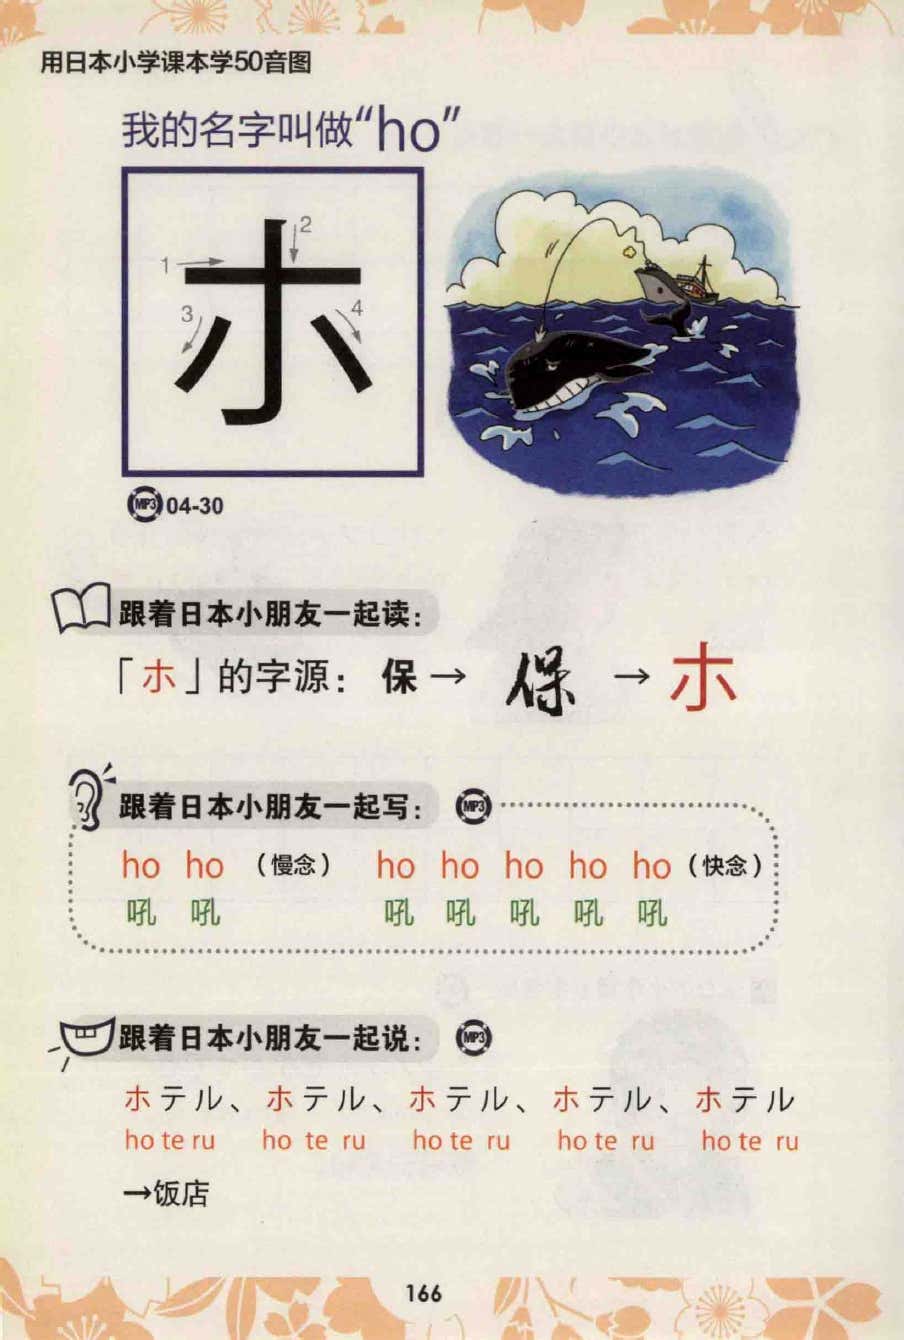 用日本小学课本学50音图
我的名字叫做“ho”
ホ
1
2
3
4
MP3 04-30
跟着日本小朋友一起读：
「ホ」的字源：保→保→ホ
跟着日本小朋友一起写： MP3
ho ho （慢念） ho ho ho ho ho（快念）
吼 吼 吼 吼 吼 吼 吼
跟着日本小朋友一起说： MP3
ホテル、ホテル、ホテル、ホテル、ホテル
ho te ru ho te ru ho te ru ho te ru ho te ru
→饭店
166